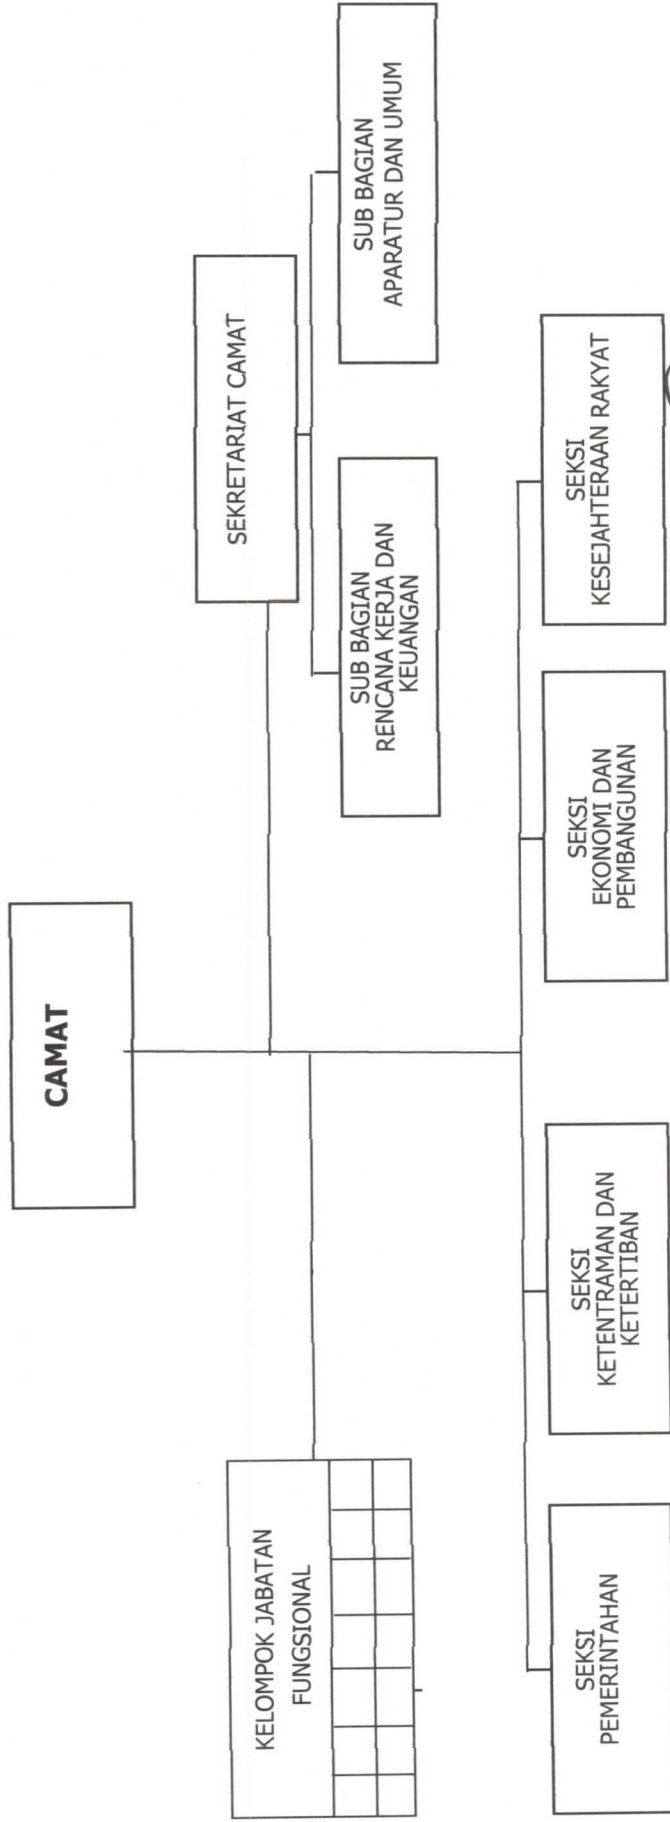 CAMAT
SEKRETARIAT CAMAT
KELOMPOK JABATAN
FUNGSIONAL
SUB BAGIAN
RENCANA KERJA DAN
KEUANGAN
SUB BAGIAN
APARATUR DAN UMUM
SEKSI
PEMERINTAHAN
SEKSI
KETENTRAMAN DAN
KETERTIBAN
SEKSI
EKONOMI DAN
PEMBANGUNAN
SEKSI
KESEJAHTERAAN RAKYAT